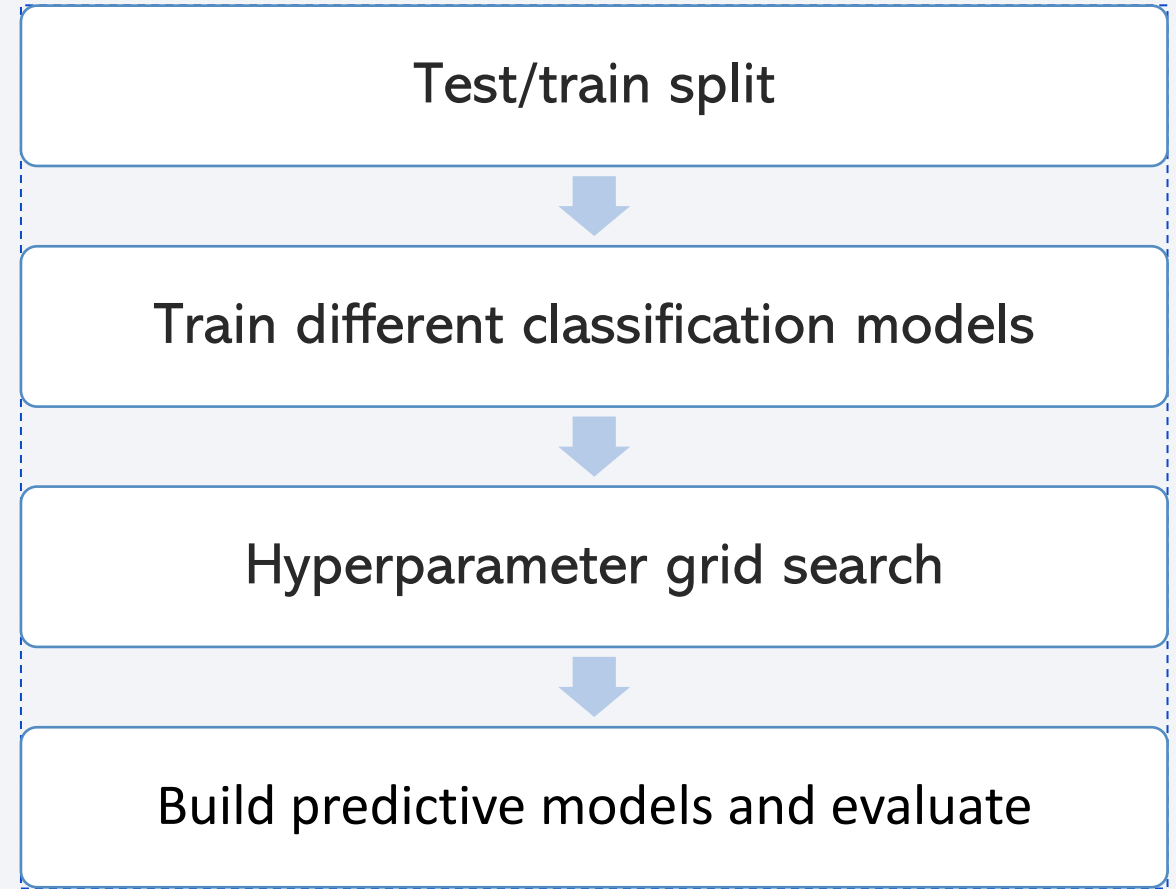 Test/train split
Train different classification models
Hyperparameter grid search
Build predictive models and evaluate